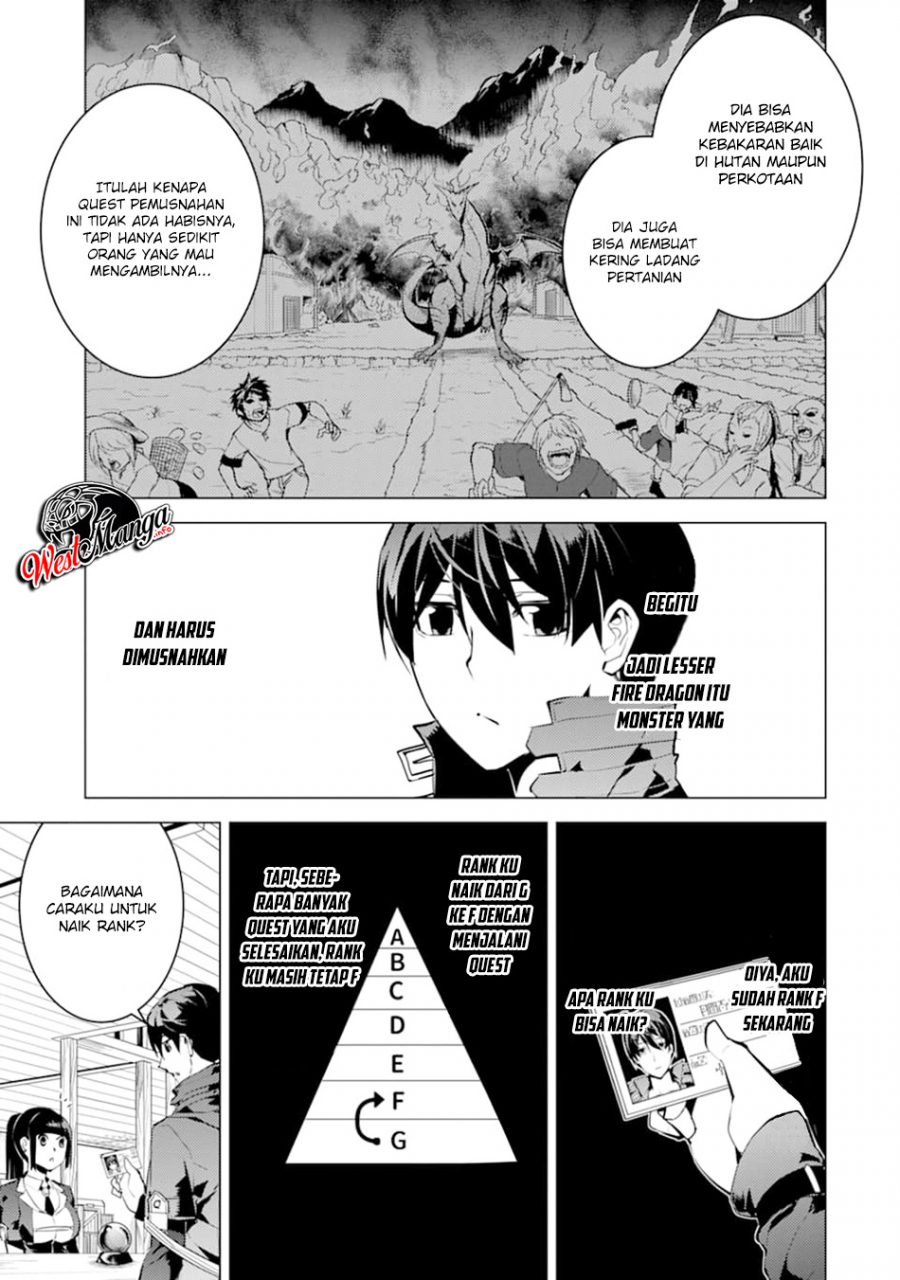 DIA BISA
MENYEBABKAN
KEBAKARAN BAIK
DI HUTAN MAUPUN
PERKOTAAN
DIA JUGA
BISA MEMBUAT
KERING LADANG
PERTANIAN
ITULAH KENAPA
QUEST PEMUSNAHAN
INI TIDAK ADA HABISNYA,
TAPI HANYA SEDIKIT
ORANG YANG MAU
MENGAMBILNYA...
WestManga
.info
BEGITU
JADI LESSER
FIRE DRAGON ITU
MONSTER YANG
DAN HARUS
DIMUSNAHKAN
DIYA, AKU
SUDAH RANK F
SEKARANG
APA RANK KU
BISA NAIK?
RANK KU
NAIK DARI G
KE F DENGAN
MENJALANI
QUEST
TAPI, SEBE-
RAPA BANYAK
QUEST YANG AKU
SELESAIKAN, RANK
KU MASIH TETAP F
A
B
C
D
E
F
G
BAGAIMANA
CARAKU UNTUK
NAIK RANK?